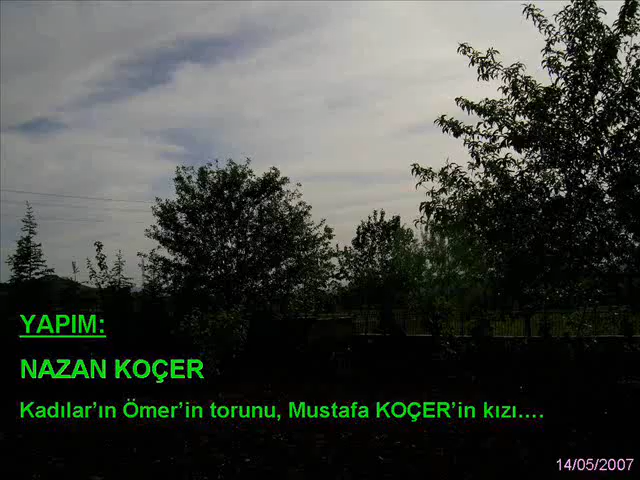 YAPIM:
NAZAN KOÇER
Kadılar’ın Ömer’in torunu, Mustafa KOÇER’in kızı….
14/05/2007